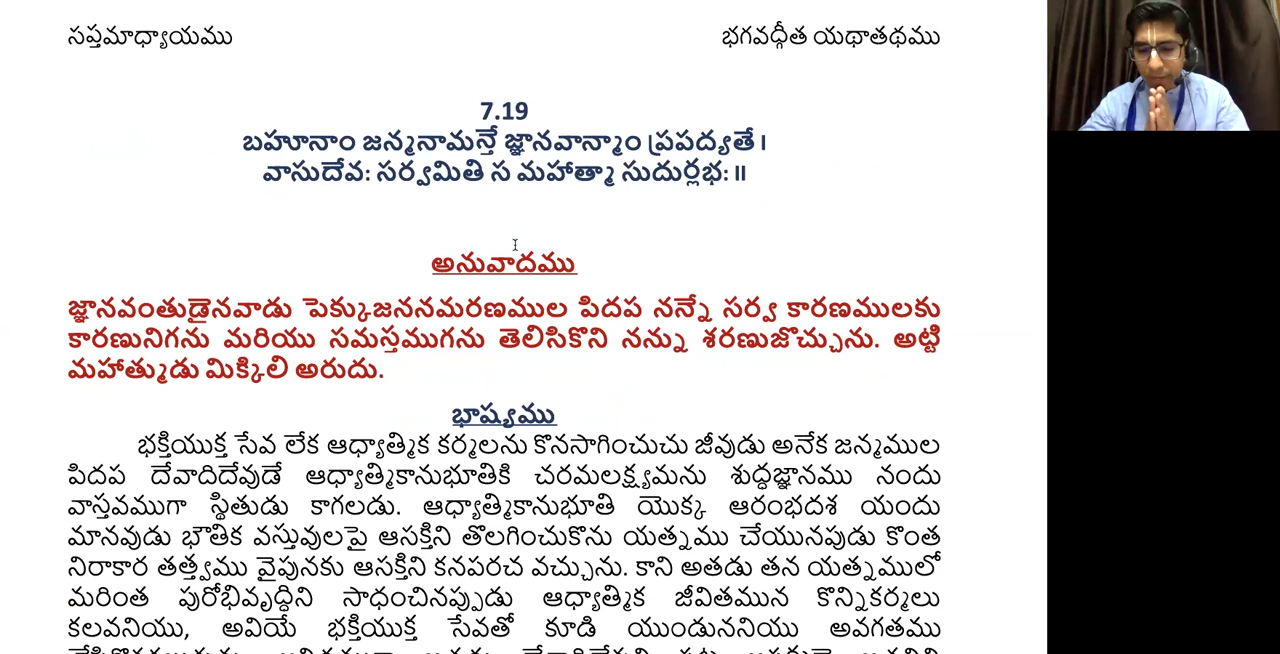 సప్తమాధ్యాయము
భగవద్గీత యథాతథము
7.19
బహూనాం జన్మనామన్తే జ్ఞానవాన్మాం ప్రపద్యతే ।
వాసుదేవః సర్వమితి స మహాత్మా సుదుర్లభః ॥
అనువాదము
జ్ఞానవంతుడైనవాడు పెక్కుజననమరణముల పిదప నన్నే సర్వ కారణములకు
కారణునిగను మరియు సమస్తముగను తెలిసికొని నన్ను శరణుజొచ్చును. అట్టి
మహాత్ముడు మిక్కిలి అరుదు.
భాష్యము
భక్తియుక్త సేవ లేక ఆధ్యాత్మిక కర్మలను కొనసాగించుచు జీవుడు అనేక జన్మముల
పిదప దేవాదిదేవుడే ఆధ్యాత్మికానుభూతికి చరమలక్ష్యమను శుద్ధజ్ఞానము నందు
వాస్తవముగా స్థితుడు కాగలడు. ఆధ్యాత్మికానుభూతి యొక్క ఆరంభదశ యందు
మానవుడు భౌతిక వస్తువులపై ఆసక్తిని తొలగించుకొను యత్నము చేయునపుడు కొంత
నిరాకార తత్త్వము వైపునకు ఆసక్తిని కనపరచ వచ్చును. కాని అతడు తన యత్నములో
మరింత పురోభివృద్ధిని సాధంచినప్పుడు ఆధ్యాత్మిక జీవితమున కొన్నికర్మలు
కలవనియు, అవియే భక్తియుక్త సేవతో కూడి యుండుననియు అవగతము